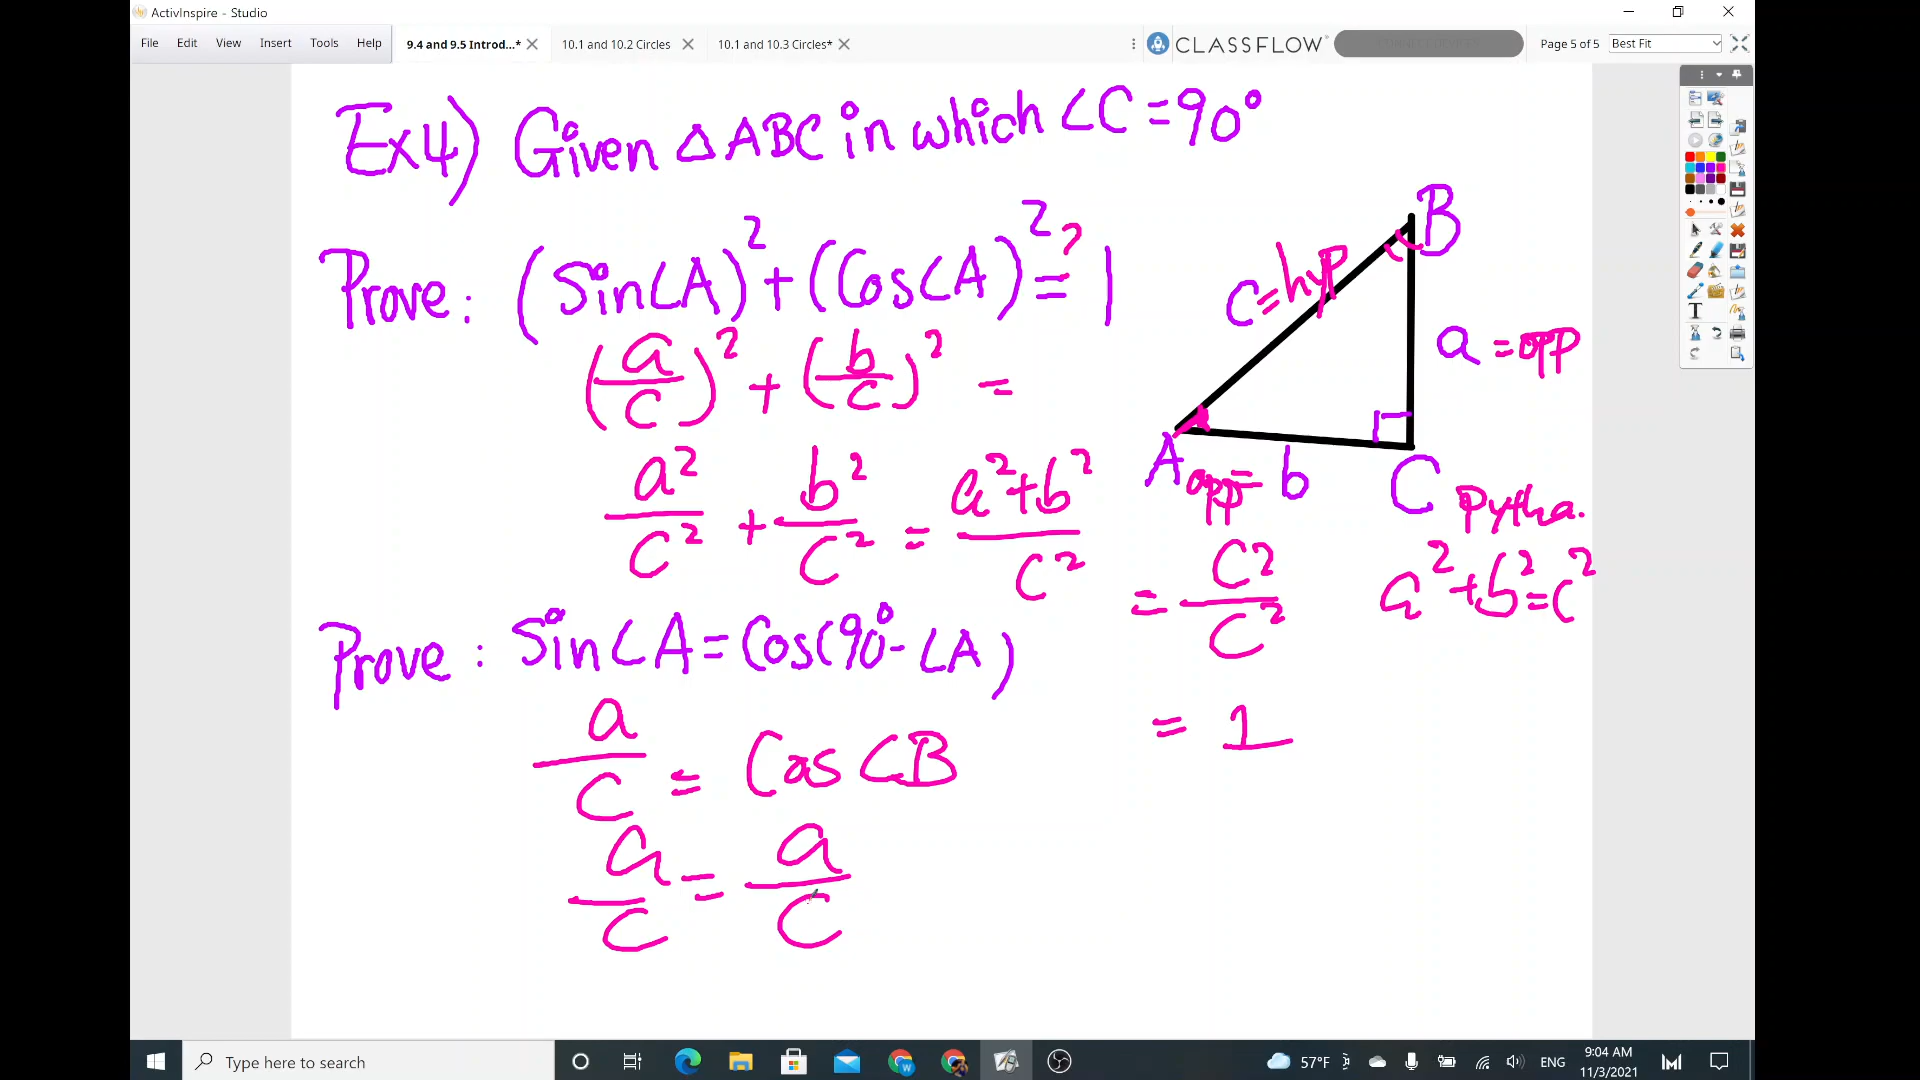 ActivInspire - Studio
File Edit View Insert Tools Help
9.4 and 9.5 Introd...* 10.1 and 10.2 Circles 10.1 and 10.3 Circles*
CLASSFLOW
Page 5 of 5 Best Fit
Ex4) Given △ABC in which ∠C = 90°
Prove: (Sin∠A)² + (Cos∠A)² =? 1
(a/c)² + (b/c)² =
a²/c² + b²/c² = (a²+b²)/c²
= c²/c²
= 1
B
C = hyp
a = opp
A
opp = b
C
Pytha.
a² + b² = c²
Prove: Sin∠A = Cos(90° - ∠A)
a/c = Cos∠B
a/c = a/c
Type here to search
57°F
ENG
9:04 AM
11/3/2021